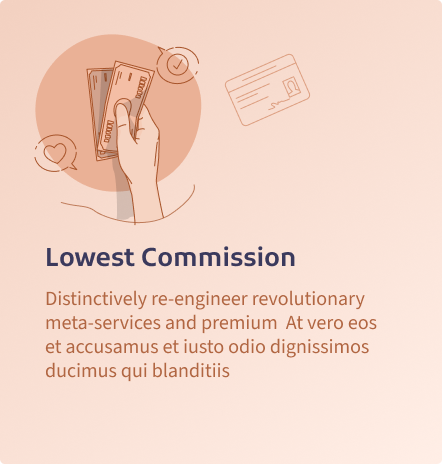 Lowest Commission
Distinctively re-engineer revolutionary
meta-services and premium  At vero eos
et accusamus et iusto odio dignissimos
ducimus qui blanditiis